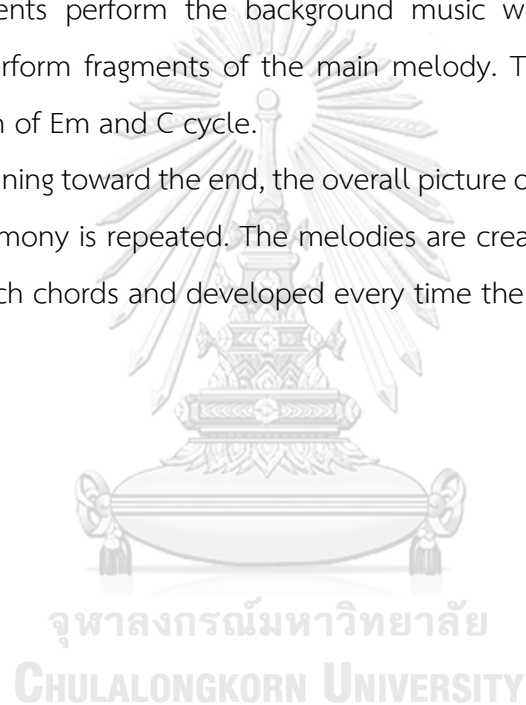 ents perform the background music w
erform fragments of the main melody. T
n of Em and C cycle.
ning toward the end, the overall picture o
mony is repeated. The melodies are crea
ch chords and developed every time the
จุฬาลงกรณ์มหาวิทยาลัย
CHULALONGKORN UNIVERSITY